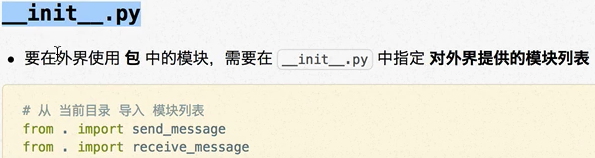 __init__.py
• 要在外界使用 包 中的模块，需要在 __init__.py 中指定 对外界提供的模块列表
# 从 当前目录 导入 模块列表
from . import send_message
from . import receive_message